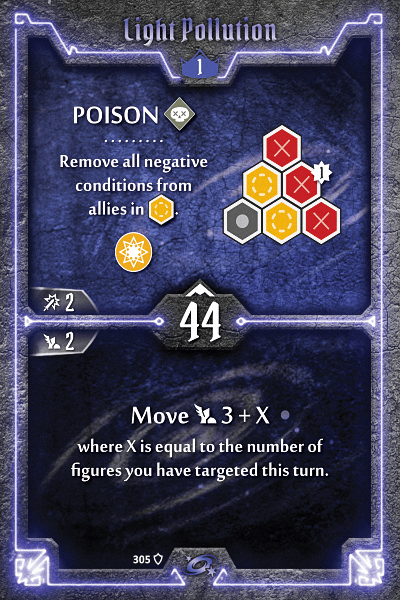 Light Pollution
1
POISON
Remove all negative
conditions from
allies in .
1
2
44
2
Move 3 + X
where X is equal to the number of
figures you have targeted this turn.
305